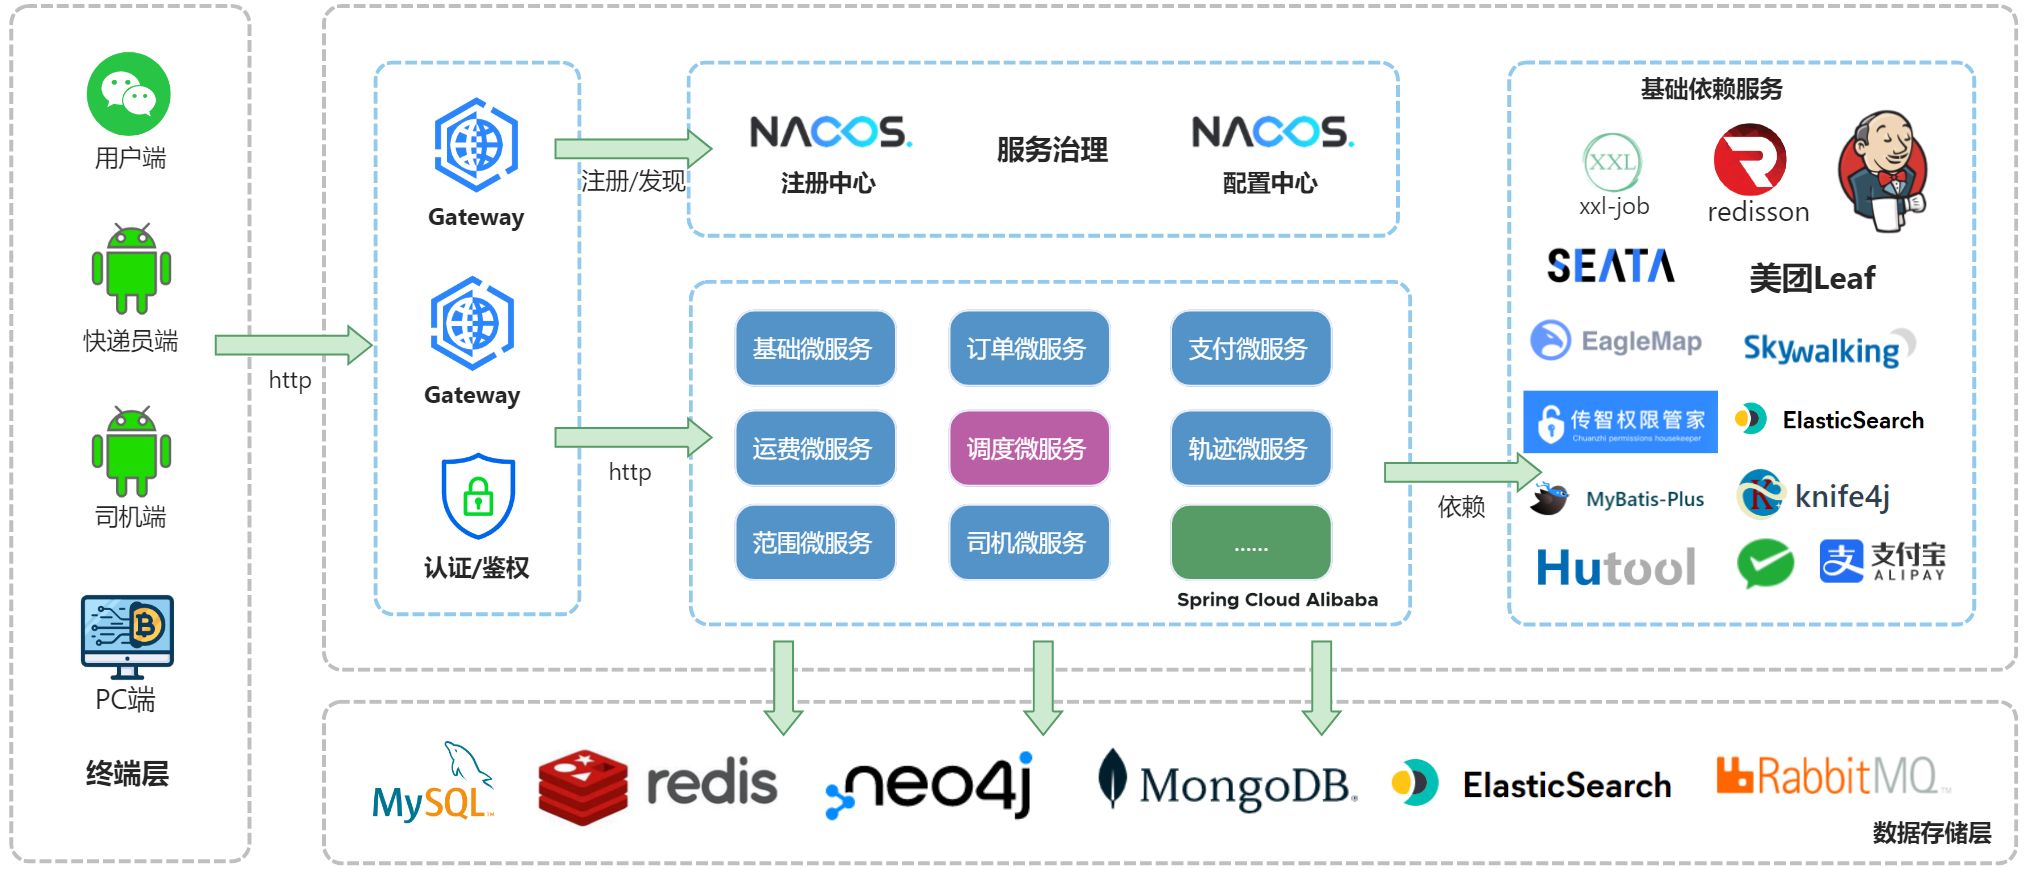 用户端
快递员端
司机端
PC端
终端层
http
Gateway
Gateway
认证/鉴权
注册/发现
http
NACOS.
注册中心
服务治理
NACOS.
配置中心
基础微服务
订单微服务
支付微服务
运费微服务
调度微服务
轨迹微服务
范围微服务
司机微服务
......
Spring Cloud Alibaba
依赖
基础依赖服务
XXL
xxl-job
R
redisson
SEATA
美团Leaf
EagleMap
Skywalking
传智权限管家
Chuanzhi permissions housekeeper
ElasticSearch
MyBatis-Plus
K
knife4j
Hutool
支
支付宝
ALIPAY
MySQL™
redis
neo4j
MongoDB®
ElasticSearch
RabbitMQ™
数据存储层